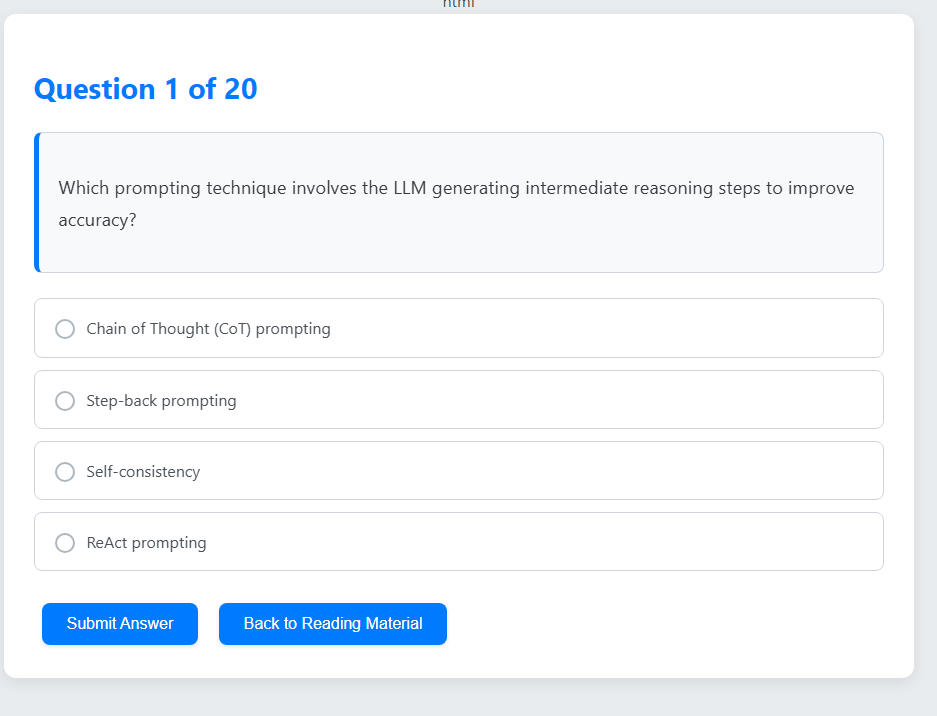 html
Question 1 of 20
Which prompting technique involves the LLM generating intermediate reasoning steps to improve
accuracy?
Chain of Thought (CoT) prompting
Step-back prompting
Self-consistency
ReAct prompting
Submit Answer
Back to Reading Material